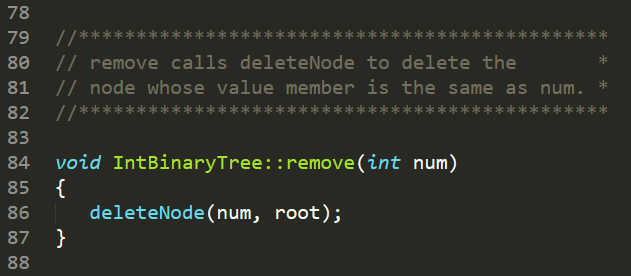 78
79 //**********************************************
80 // remove calls deleteNode to delete the       *
81 // node whose value member is the same as num. *
82 //**********************************************
83
84 void IntBinaryTree::remove(int num)
85 {
86    deleteNode(num, root);
87 }
88